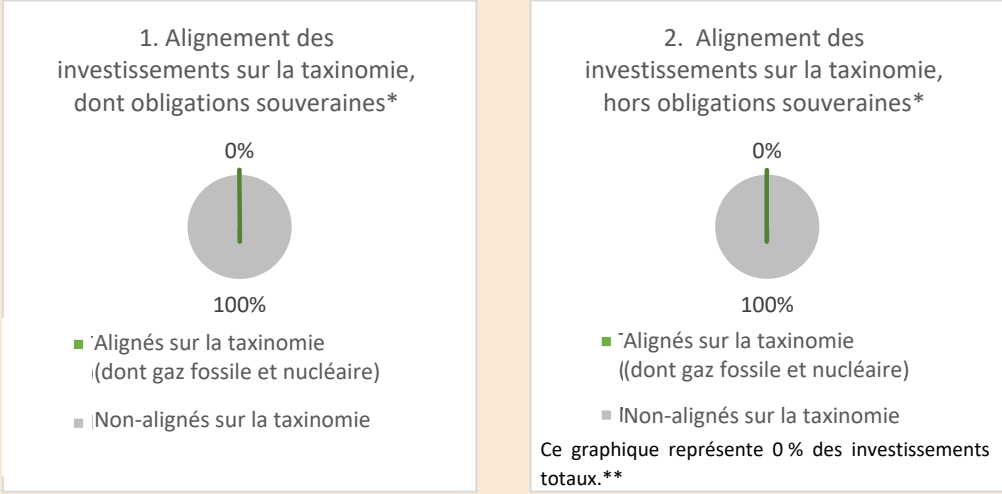 1. Alignement des
investissements sur la taxinomie,
dont obligations souveraines*
0%
100%
Alignés sur la taxinomie
(dont gaz fossile et nucléaire)
Non-alignés sur la taxinomie
2. Alignement des
investissements sur la taxinomie,
hors obligations souveraines*
0%
100%
Alignés sur la taxinomie
((dont gaz fossile et nucléaire)
Non-alignés sur la taxinomie
Ce graphique représente 0 % des investissements
totaux.**